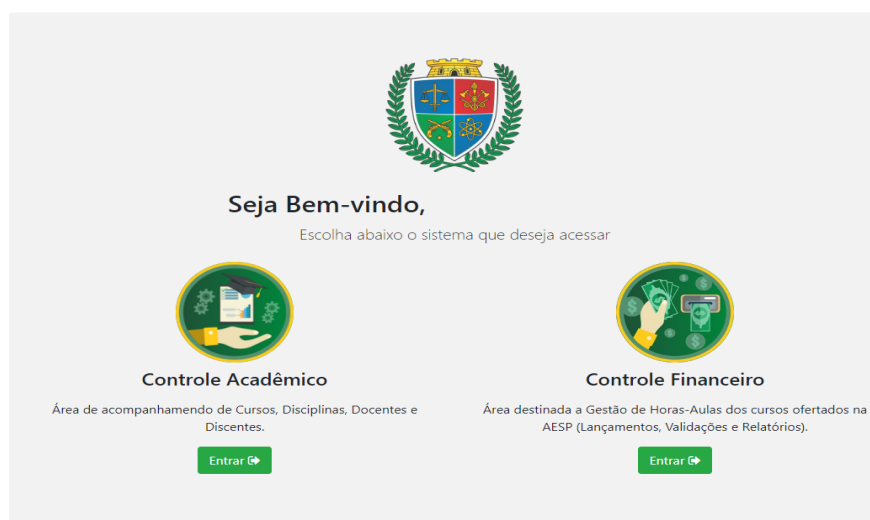 Seja Bem-vindo,
Escolha abaixo o sistema que deseja acessar
Controle Acadêmico
Área de acompanhamendo de Cursos, Disciplinas, Docentes e
Discentes.
Entrar
Controle Financeiro
Área destinada a Gestão de Horas-Aulas dos cursos ofertados na
AESP (Lançamentos, Validações e Relatórios).
Entrar